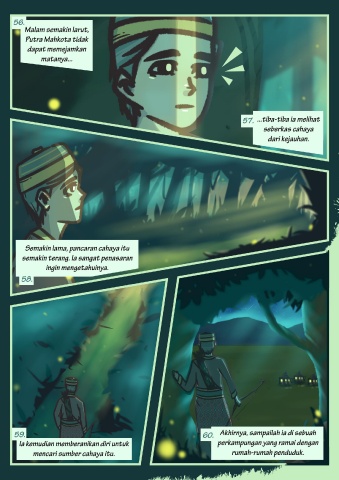 56.
Malam semakin larut,
Putra Mahkota tidak
dapat memejamkan
matanya...
57.
...tiba-tiba ia melihat
seberkas cahaya
dari kejauhan.
Semakin lama, pancaran cahaya itu
semakin terang. Ia sangat penasaran
ingin mengetahuinya.
58.
59.
Ia kemudian memberanikan diri untuk
mencari sumber cahaya itu.
60.
Akhirnya, sampailah ia di sebuah
perkampungan yang ramai dengan
rumah-rumah penduduk.